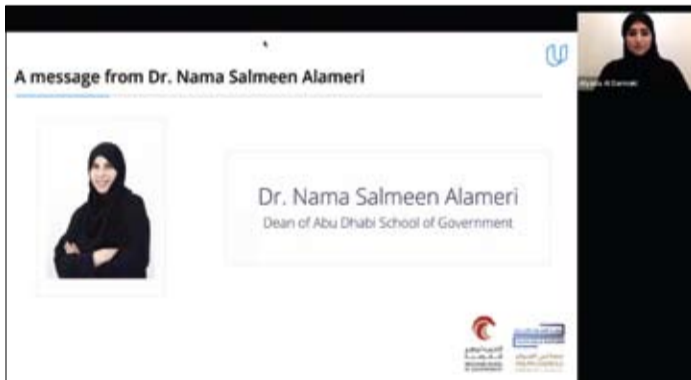 A message from Dr. Nama Salmeen Alameri
Dr. Nama Salmeen Alameri
Dean of Abu Dhabi School of Government